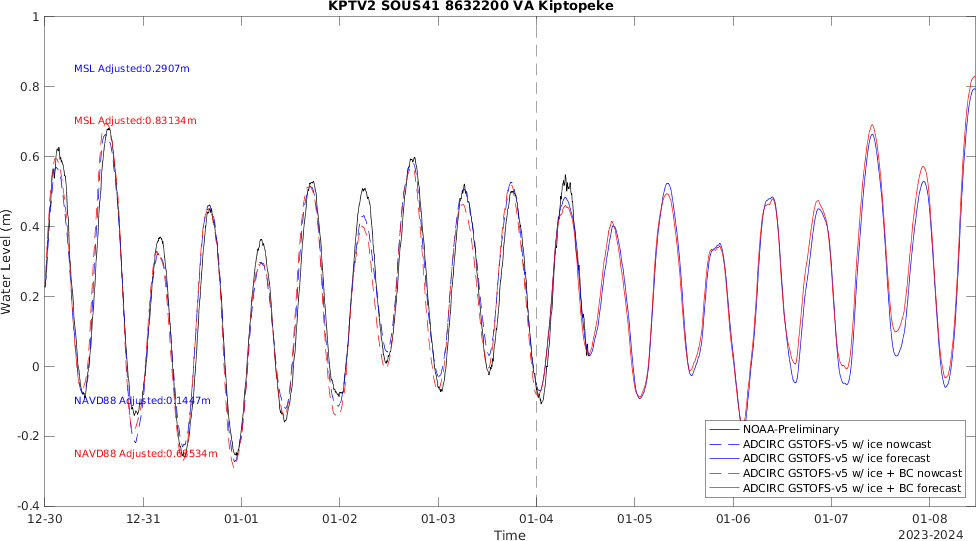 KPTV2 SOUS41 8632200 VA Kiptopeke
1
0.8
0.6
0.4
0.2
0
-0.2
-0.4
Water Level (m)
MSL Adjusted:0.2907m
MSL Adjusted:0.83134m
NAVD88 Adjusted:0.1447m
NAVD88 Adjusted:0.68534m
NOAA-Preliminary
ADCIRC GSTOFS-v5 w/ ice nowcast
ADCIRC GSTOFS-v5 w/ ice forecast
ADCIRC GSTOFS-v5 w/ ice + BC nowcast
ADCIRC GSTOFS-v5 w/ ice + BC forecast
12-30 12-31 01-01 01-02 01-03 01-04 01-05 01-06 01-07 01-08
Time
2023-2024